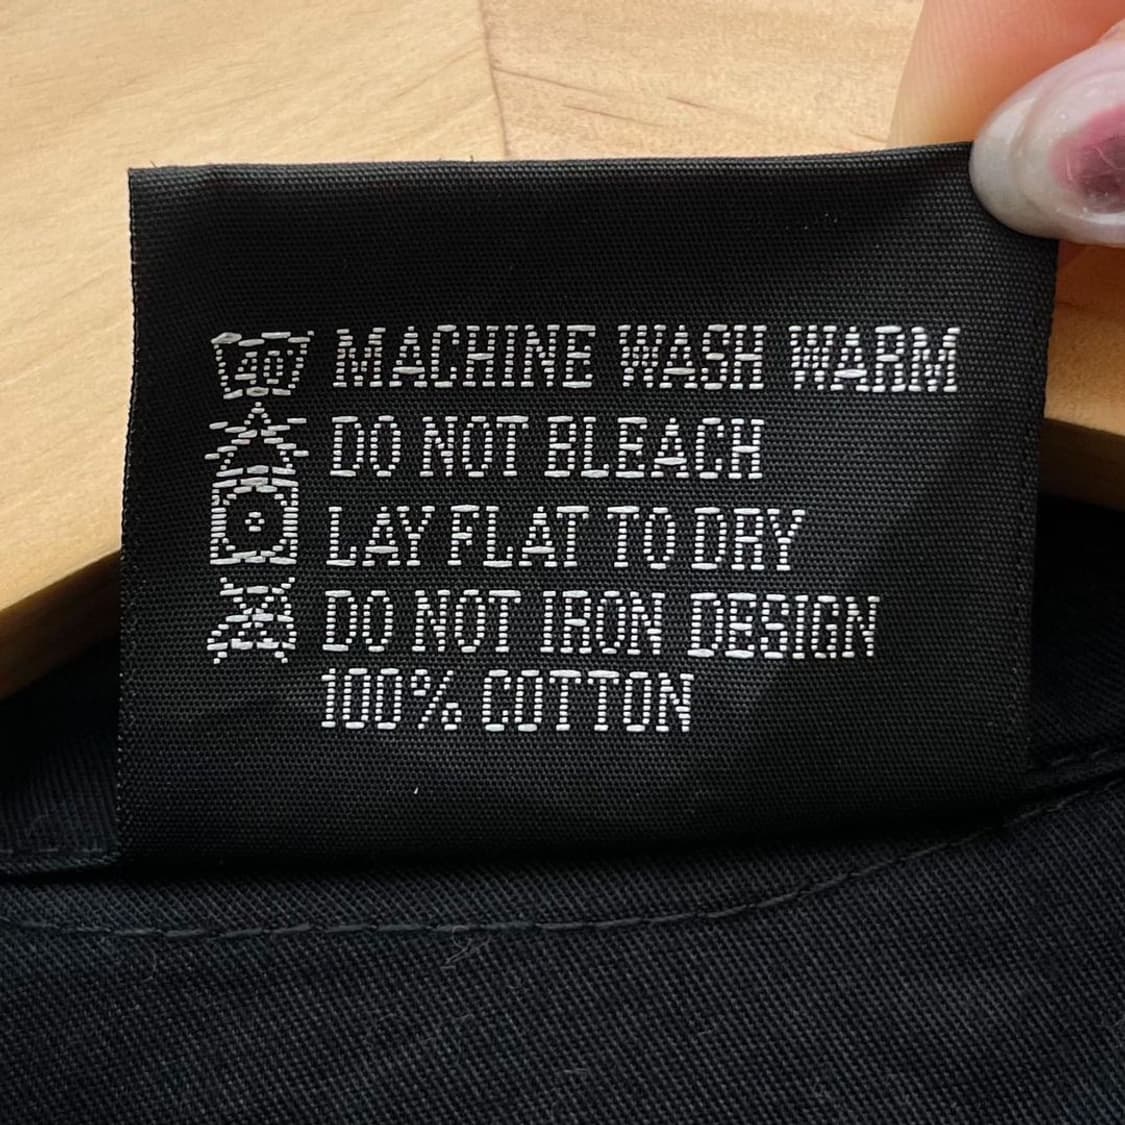 40° MACHINE WASH WARM
DO NOT BLEACH
LAY FLAT TO DRY
DO NOT IRON DESIGN
100% COTTON